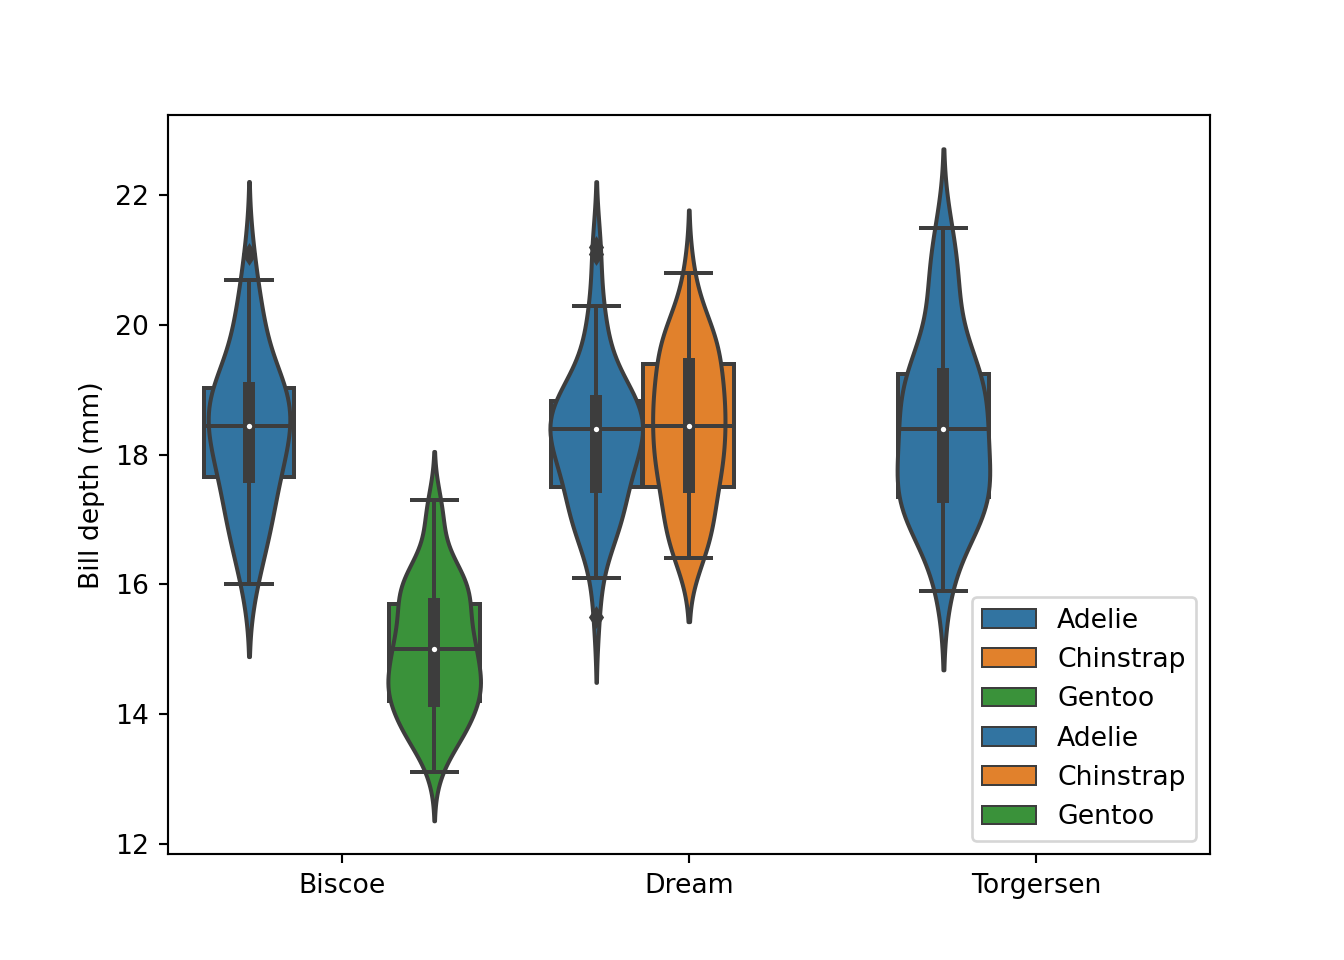 Bill depth (mm)
22
20
18
16
14
12
Biscoe
Dream
Torgersen
Adelie
Chinstrap
Gentoo
Adelie
Chinstrap
Gentoo